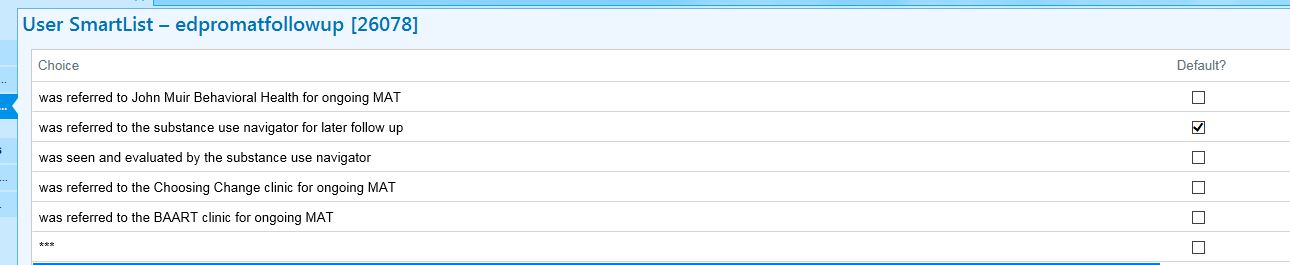 User SmartList – edpromatfollowup [26078]
Choice Default?
was referred to John Muir Behavioral Health for ongoing MAT
was referred to the substance use navigator for later follow up
was seen and evaluated by the substance use navigator
was referred to the Choosing Change clinic for ongoing MAT
was referred to the BAART clinic for ongoing MAT
***